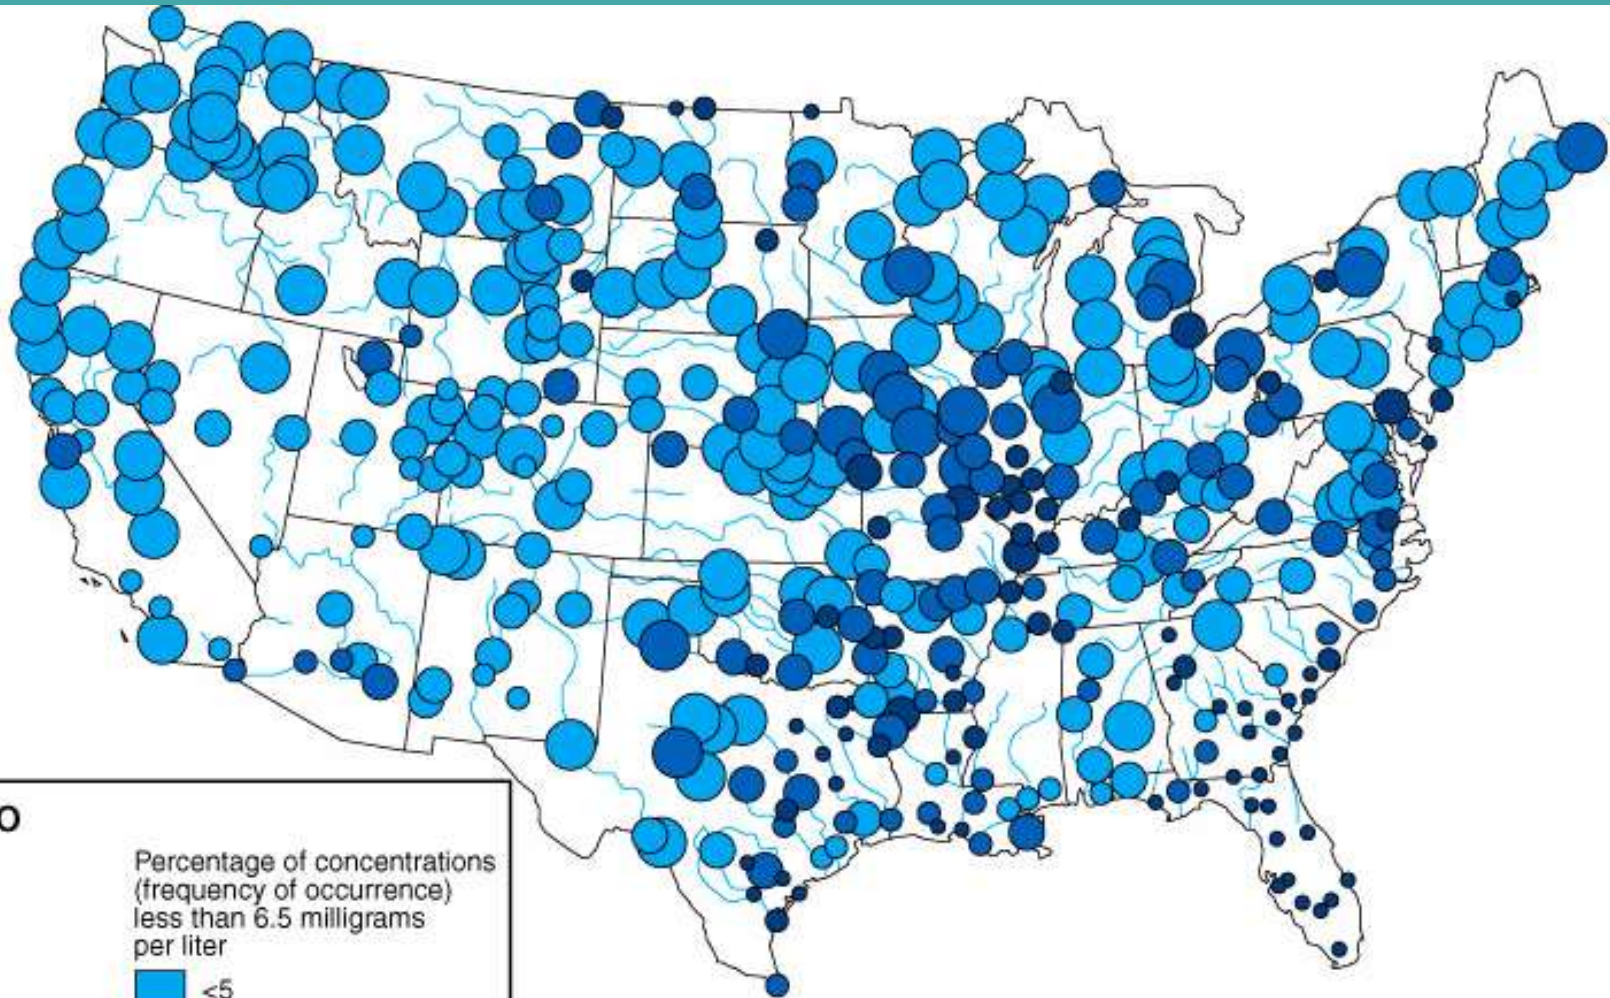 O
Percentage of concentrations
(frequency of occurrence)
less than 6.5 milligrams
per liter
<5